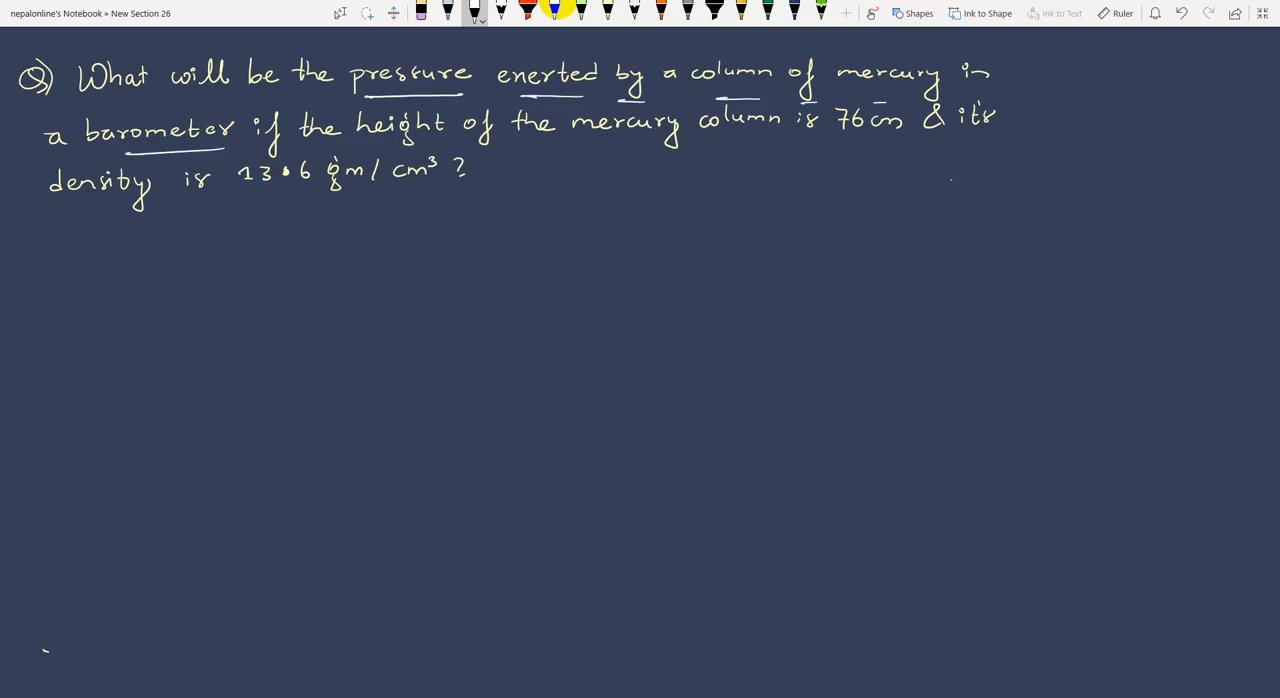 nepalonline's Notebook » New Section 26
Shapes Ink to Shape Ink to Text Ruler
Q) What will be the pressure enerted by a column of mercury in
a barometer if the height of the mercury column is 76 cm & it's
density is 13.6 gm/cm³ ?